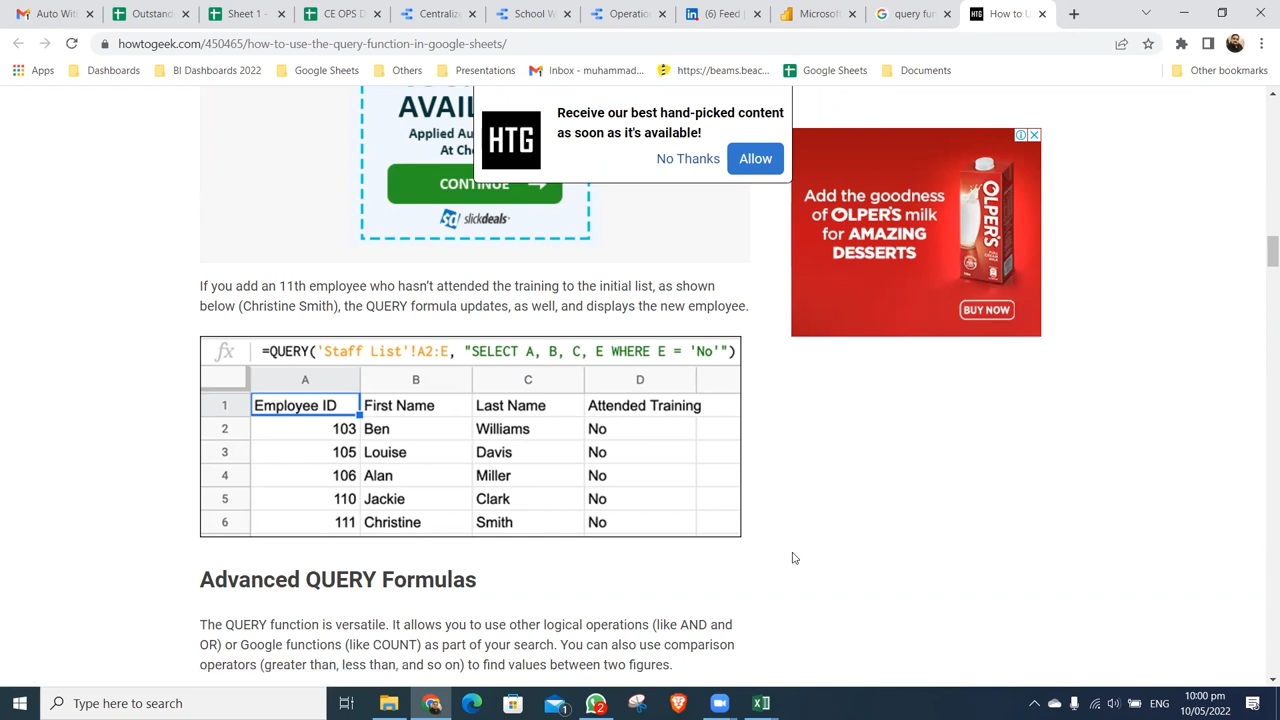 Auto With
Outstand
Sheet 1 -
CE OPS D
Centraliz
Schoo
Operatio
(6) Feed |
Microsof
query fun
HTG How to U
howtogeek.com/450465/how-to-use-the-query-function-in-google-sheets/
Apps
Dashboards
BI Dashboards 2022
Google Sheets
Others
Presentations
Inbox - muhammad...
https://beams.beac...
Google Sheets
Documents
Other bookmarks
AVAIL
Applied Au
At Che
CONTINUE
sd slickdeals
HTG
Receive our best hand-picked content
as soon as it's available!
No Thanks
Allow
Add the goodness
of OLPER'S milk
for AMAZING
DESSERTS
OLPER'S
BUY NOW
If you add an 11th employee who hasn't attended the training to the initial list, as shown
below (Christine Smith), the QUERY formula updates, as well, and displays the new employee.
fx =QUERY('Staff List'!A2:E, "SELECT A, B, C, E WHERE E = 'No'")
A B C D
1 Employee ID First Name Last Name Attended Training
2 103 Ben Williams No
3 105 Louise Davis No
4 106 Alan Miller No
5 110 Jackie Clark No
6 111 Christine Smith No
Advanced QUERY Formulas
The QUERY function is versatile. It allows you to use other logical operations (like AND and
OR) or Google functions (like COUNT) as part of your search. You can also use comparison
operators (greater than, less than, and so on) to find values between two figures.
Type here to search
1
2
ENG
10:00 pm
10/05/2022